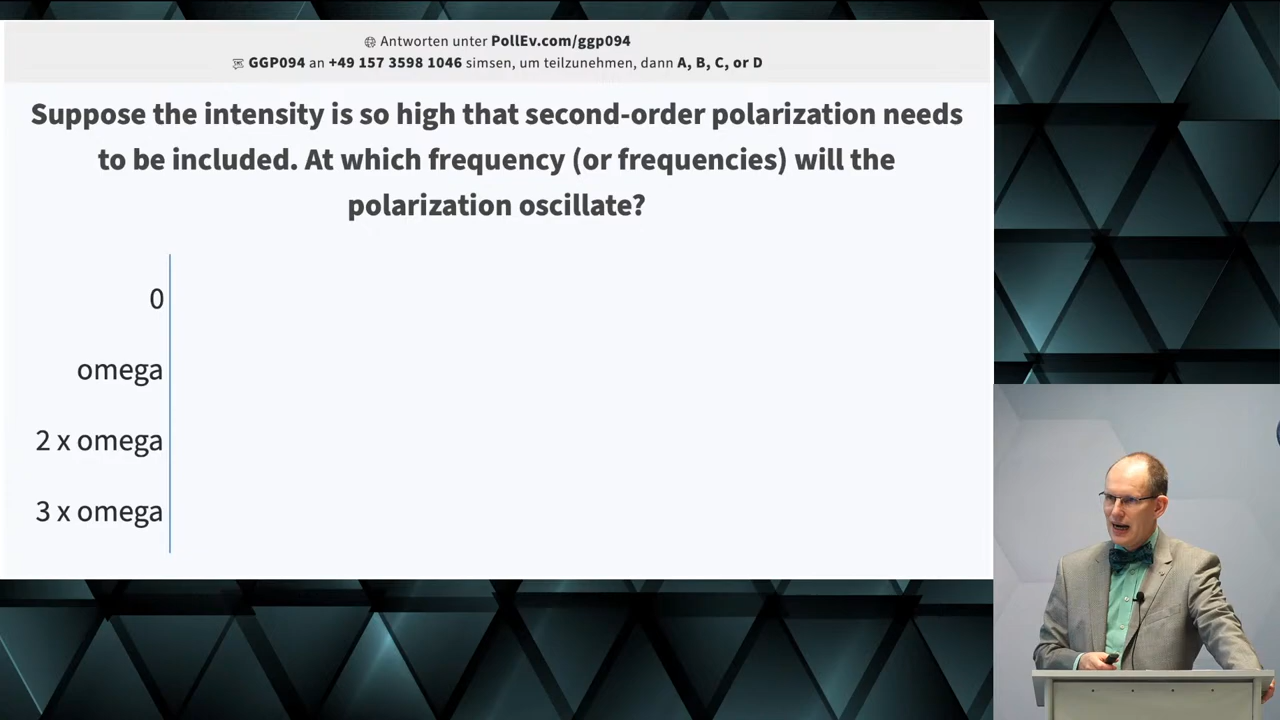 Antworten unter PollEv.com/ggp094
GGP094 an +49 157 3598 1046 simsen, um teilzunehmen, dann A, B, C, or D
Suppose the intensity is so high that second-order polarization needs
to be included. At which frequency (or frequencies) will the
polarization oscillate?
0
omega
2 x omega
3 x omega